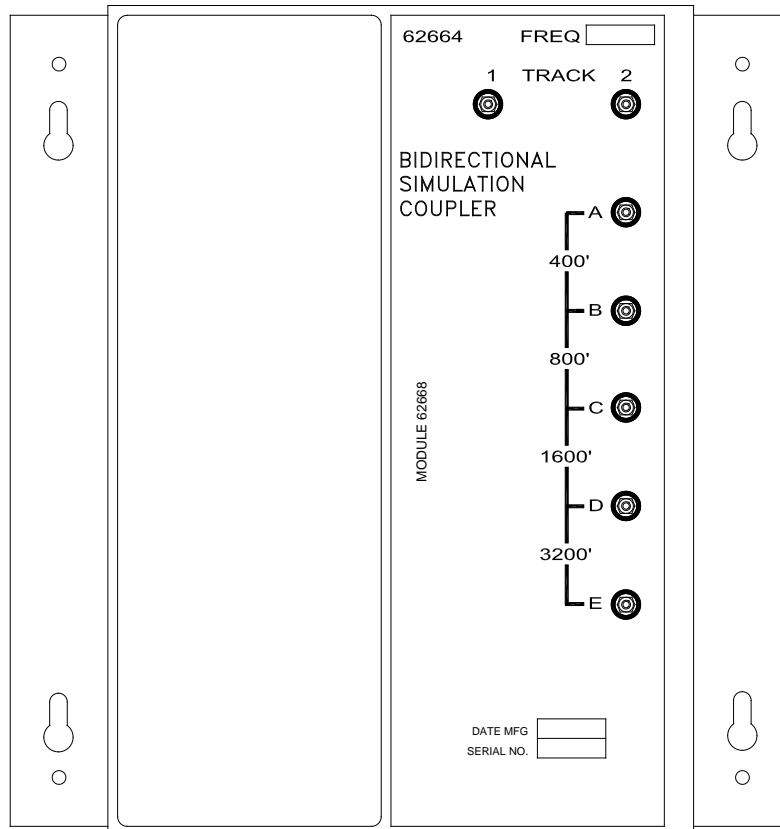 62664 FREQ
1 TRACK 2
BIDIRECTIONAL
SIMULATION
COUPLER
A
400'
B
800'
C
1600'
D
3200'
E
MODULE 62668
DATE MFG
SERIAL NO.